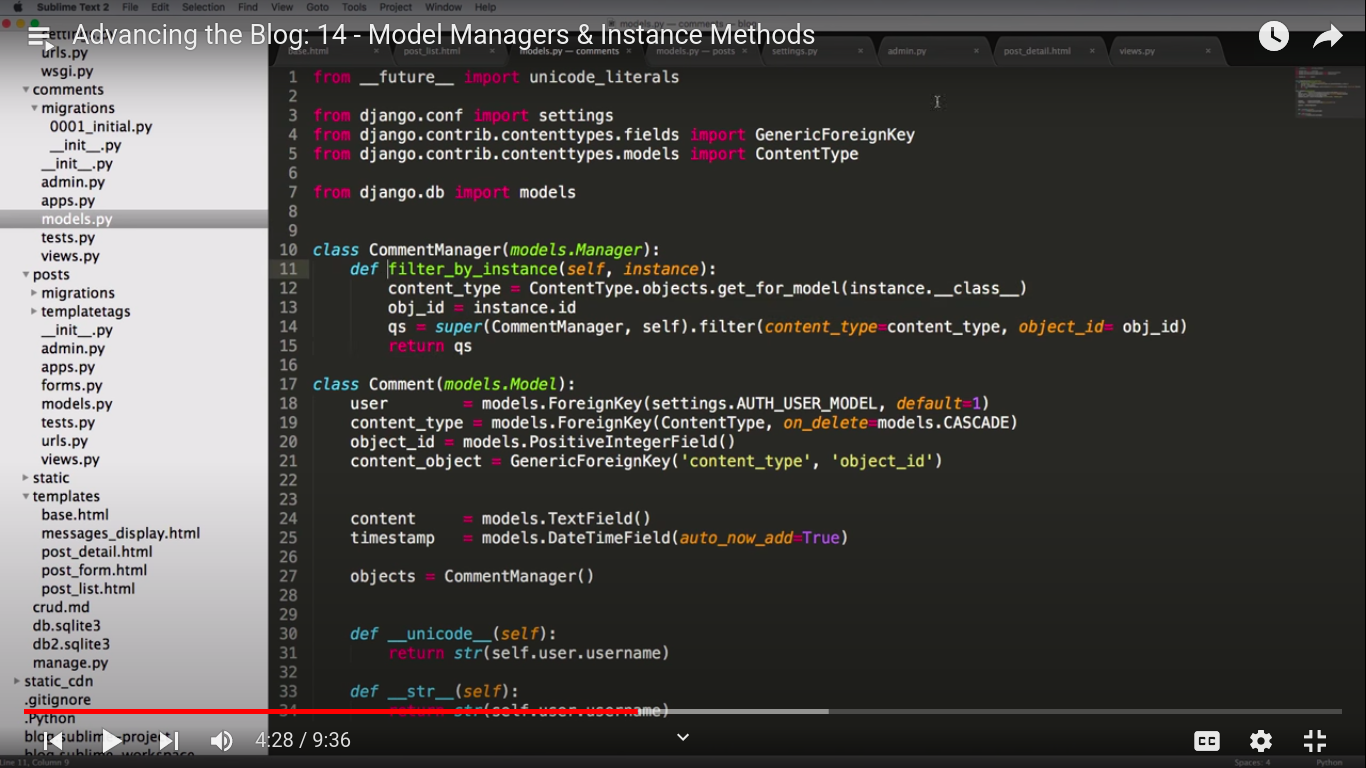 Sublime Text 2 File Edit Selection Find View Goto Tools Project Window Help
models.py — comments — blog
Advancing the Blog: 14 - Model Managers & Instance Methods
base.html post_list.html models.py — comments models.py — posts settings.py admin.py post_detail.html views.py
settings.py
urls.py
wsgi.py
comments
migrations
0001_initial.py
__init__.py
__init__.py
admin.py
apps.py
models.py
tests.py
views.py
posts
migrations
templatetags
__init__.py
admin.py
apps.py
forms.py
models.py
tests.py
urls.py
views.py
static
templates
base.html
messages_display.html
post_detail.html
post_form.html
post_list.html
crud.md
db.sqlite3
db2.sqlite3
manage.py
static_cdn
.gitignore
.Python
blog.sublime-project
blog.sublime-workspace
1 from __future__ import unicode_literals
2
3 from django.conf import settings
4 from django.contrib.contenttypes.fields import GenericForeignKey
5 from django.contrib.contenttypes.models import ContentType
6
7 from django.db import models
8
9
10 class CommentManager(models.Manager):
11 def filter_by_instance(self, instance):
12 content_type = ContentType.objects.get_for_model(instance.__class__)
13 obj_id = instance.id
14 qs = super(CommentManager, self).filter(content_type=content_type, object_id= obj_id)
15 return qs
16
17 class Comment(models.Model):
18 user = models.ForeignKey(settings.AUTH_USER_MODEL, default=1)
19 content_type = models.ForeignKey(ContentType, on_delete=models.CASCADE)
20 object_id = models.PositiveIntegerField()
21 content_object = GenericForeignKey('content_type', 'object_id')
22
23
24 content = models.TextField()
25 timestamp = models.DateTimeField(auto_now_add=True)
26
27 objects = CommentManager()
28
29
30 def __unicode__(self):
31 return str(self.user.username)
32
33 def __str__(self):
34 return str(self.user.username)
4:28 / 9:36
CC
Line 11, Column 9 Spaces: 4 Python